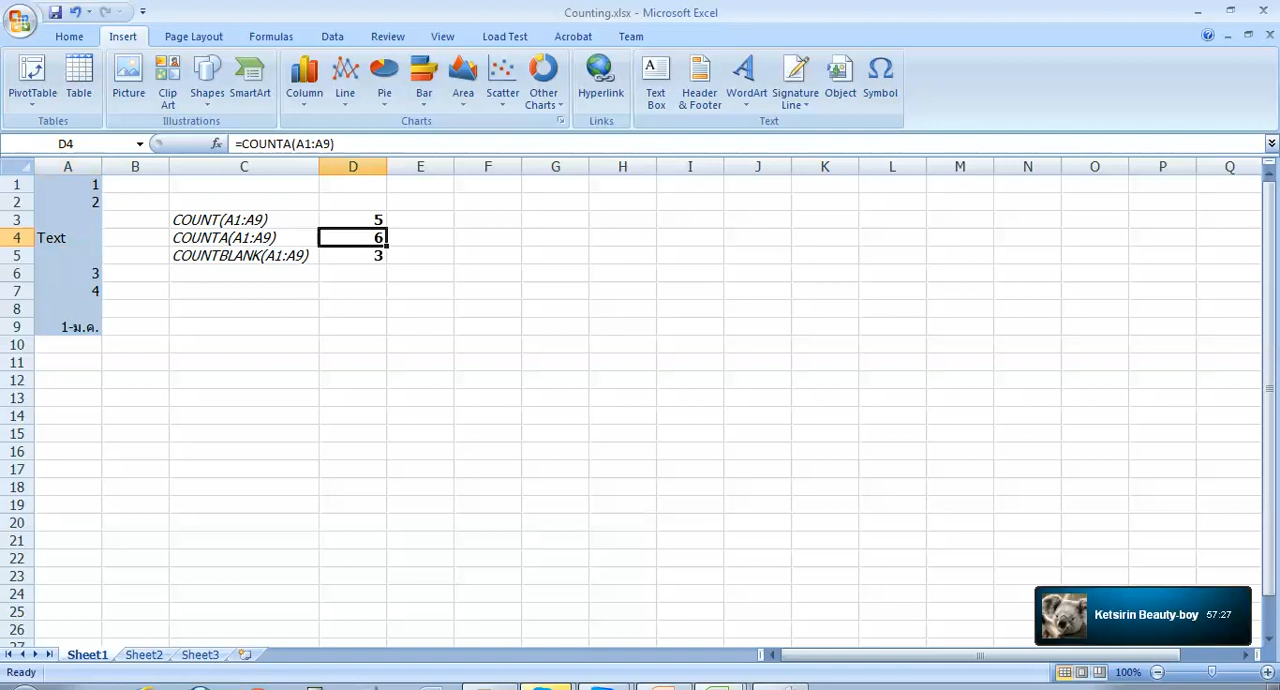 Counting.xlsx - Microsoft Excel
Home Insert Page Layout Formulas Data Review View Load Test Acrobat Team
PivotTable Table Picture Clip Art Shapes SmartArt Column Line Pie Bar Area Scatter Other Charts Hyperlink Text Box Header & Footer WordArt Signature Line Object Symbol
Tables Illustrations Charts Links Text
D4 fx =COUNTA(A1:A9)
A B C D E F G H I J K L M N O P Q
1 1
2 2
3 COUNT(A1:A9) 5
4 Text COUNTA(A1:A9) 6
5 COUNTBLANK(A1:A9) 3
6 3
7 4
8
9 1-ม.ค.
10
11
12
13
14
15
16
17
18
19
20
21
22
23
24
25
26
27
Ketsirin Beauty-boy 57:27
Sheet1 Sheet2 Sheet3
Ready 100%